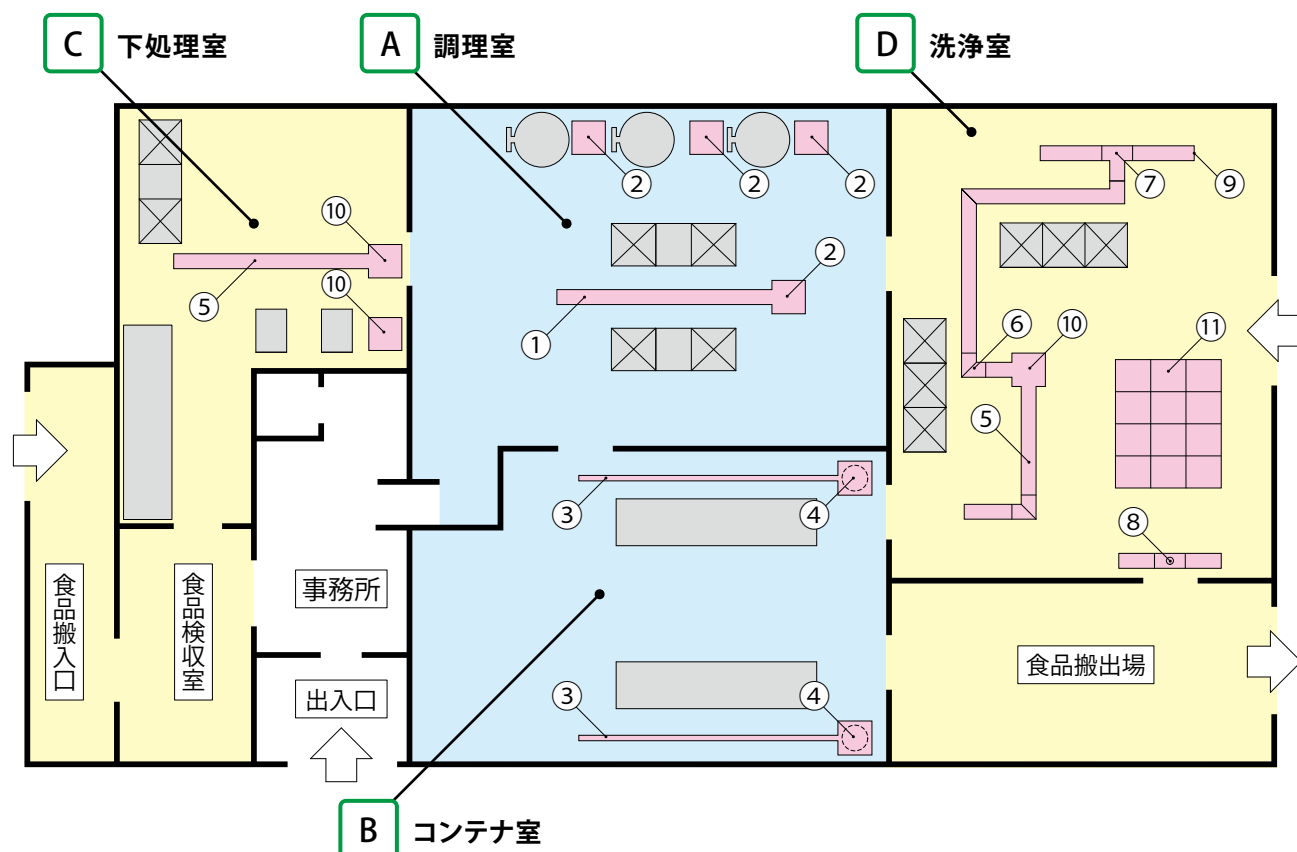 C 下処理室
A 調理室
D 洗浄室
②
②
②
⑦
⑨
⑩
②
⑤
⑩
①
⑥
⑩
⑪
⑤
③
④
⑧
食品搬入口
食品検収室
事務所
出入口
食品搬出場
③
④
B コンテナ室